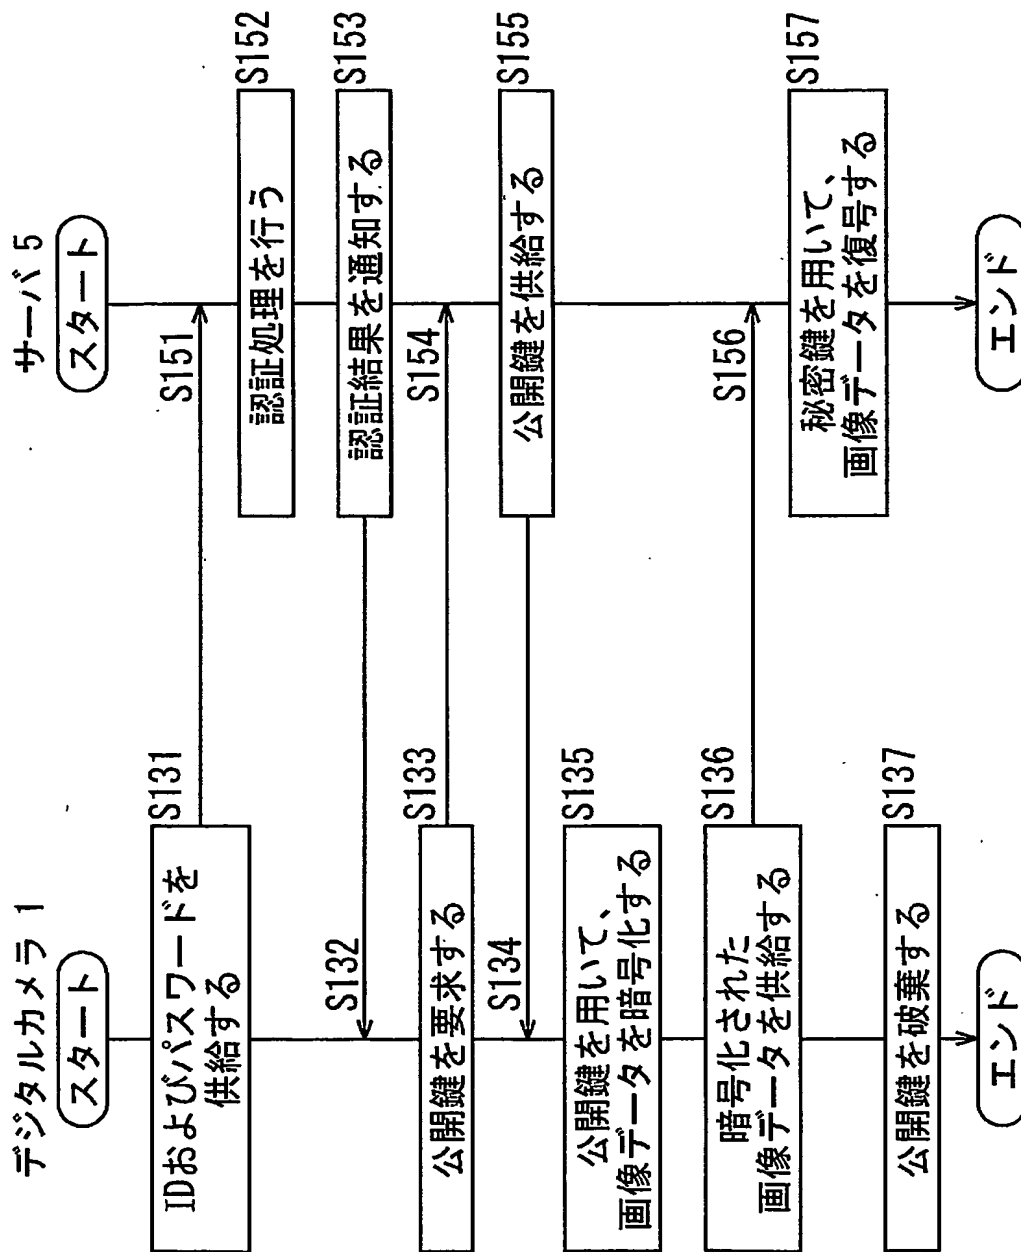 デジタルカメラ 1
スタート
S131
IDおよびパスワードを
供給する
S132
S133
公開鍵を要求する
S134
S135
公開鍵を用いて、
画像データを暗号化する
S136
暗号化された
画像データを供給する
S137
公開鍵を破棄する
エンド
サーバ 5
スタート
S151
S152
認証処理を行う
S153
認証結果を通知する
S154
S155
公開鍵を供給する
S156
S157
秘密鍵を用いて、
画像データを復号する
エンド